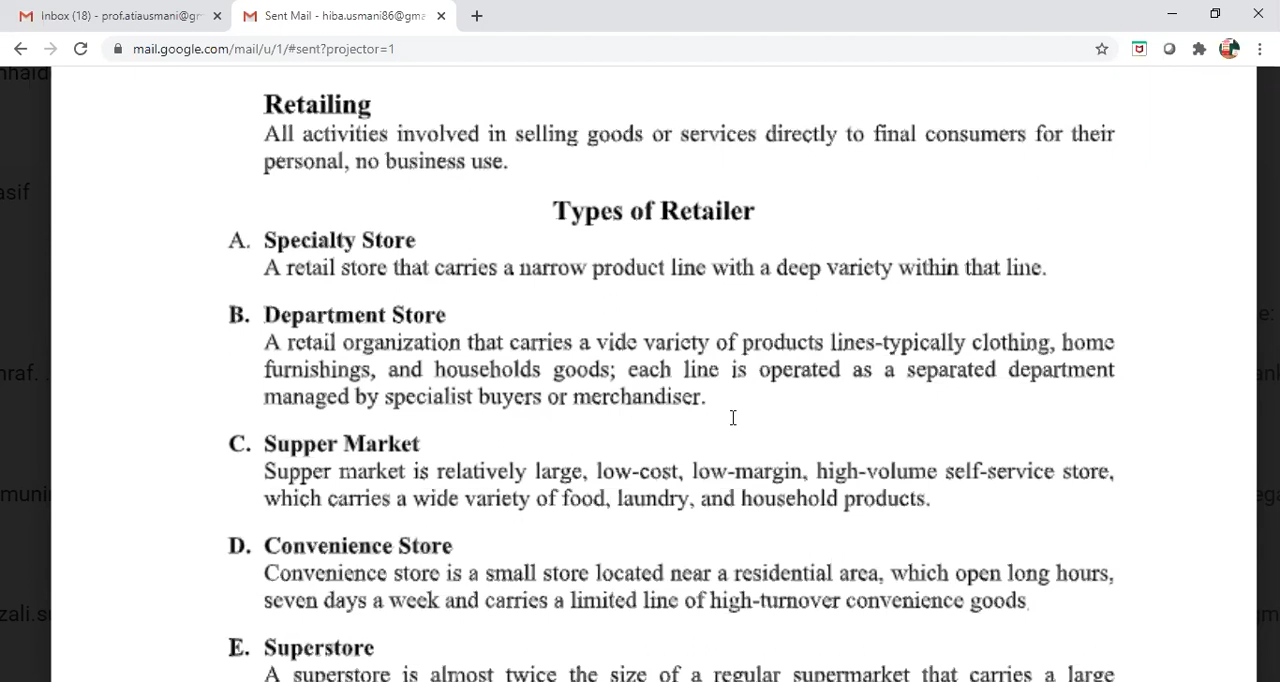 Inbox (18) - prof.atiausmani@gr
Sent Mail - hiba.usmani86@gma
mail.google.com/mail/u/1/#sent?projector=1
Retailing
All activities involved in selling goods or services directly to final consumers for their
personal, no business use.
asif
Types of Retailer
A. Specialty Store
A retail store that carries a narrow product line with a deep variety within that line.
B. Department Store
A retail organization that carries a vide variety of products lines-typically clothing, home
furnishings, and households goods; each line is operated as a separated department
managed by specialist buyers or merchandiser.
C. Supper Market
Supper market is relatively large, low-cost, low-margin, high-volume self-service store,
which carries a wide variety of food, laundry, and household products.
D. Convenience Store
Convenience store is a small store located near a residential area, which open long hours,
seven days a week and carries a limited line of high-turnover convenience goods
E. Superstore
A superstore is almost twice the size of a regular supermarket that carries a large